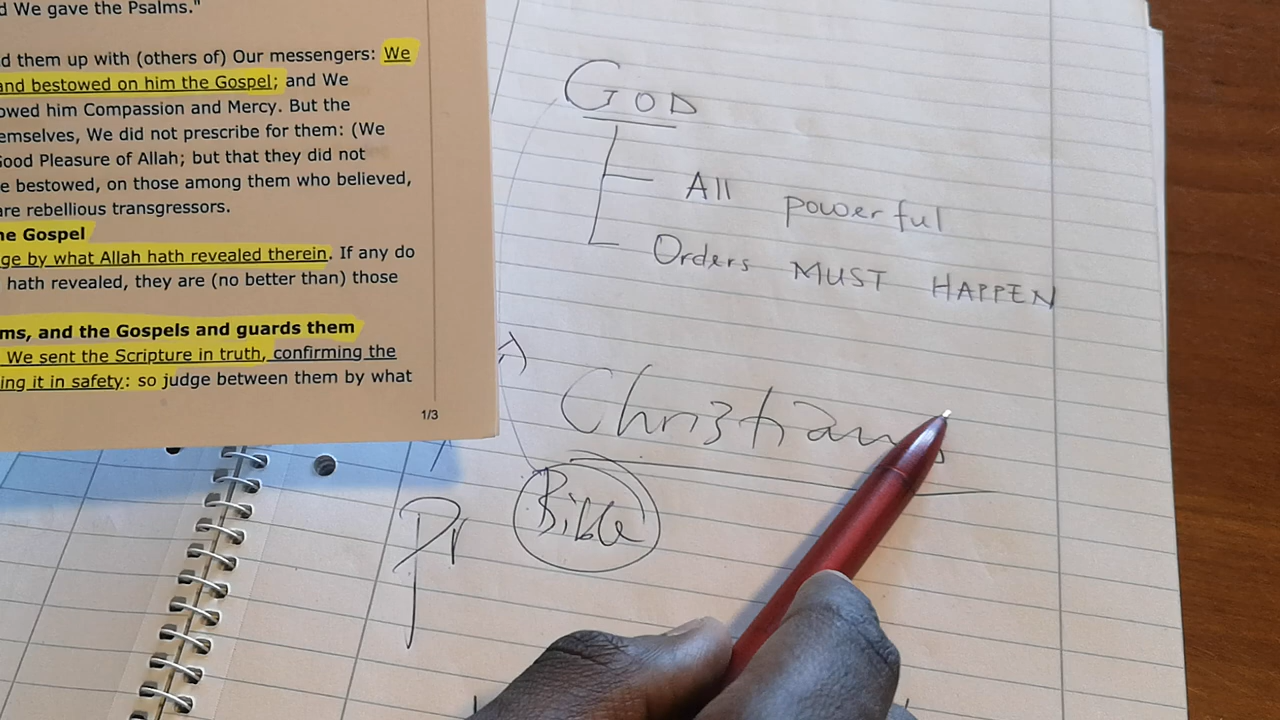 d We gave the Psalms."
d them up with (others of) Our messengers: We
and bestowed on him the Gospel; and We
owed him Compassion and Mercy. But the
emselves, We did not prescribe for them: (We
Good Pleasure of Allah; but that they did not
e bestowed, on those among them who believed,
are rebellious transgressors.
he Gospel
ge by what Allah hath revealed therein. If any do
hath revealed, they are (no better than) those
ms, and the Gospels and guards them
We sent the Scripture in truth, confirming the
ing it in safety: so judge between them by what
1/3
GOD
All powerful
Orders MUST HAPPEN
Christians
Bible
Pr